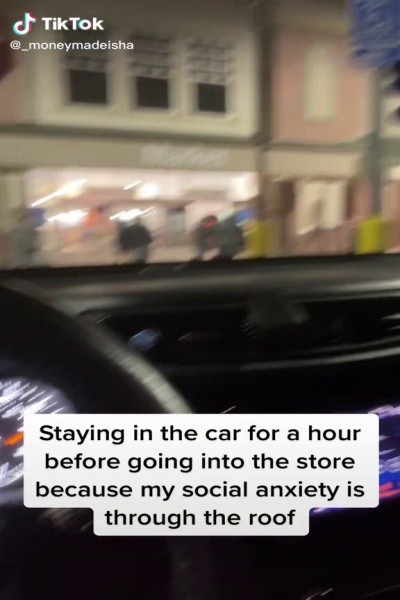 TikTok
@_moneymadeisha
Staying in the car for a hour
before going into the store
because my social anxiety is
through the roof